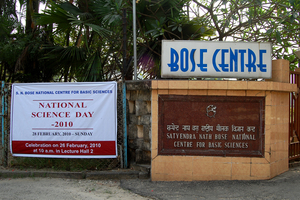 S. N. BOSE NATIONAL CENTRE FOR BASIC SCIENCES
NATIONAL
SCIENCE DAY
-2010
28 FEBRUARY, 2010 - SUNDAY
Celebration on 26 February, 2010
at 10 a.m. in Lecture Hall 2
BOSE CENTRE
SATYENDRA NATH BOSE NATIONAL
CENTRE FOR BASIC SCIENCES